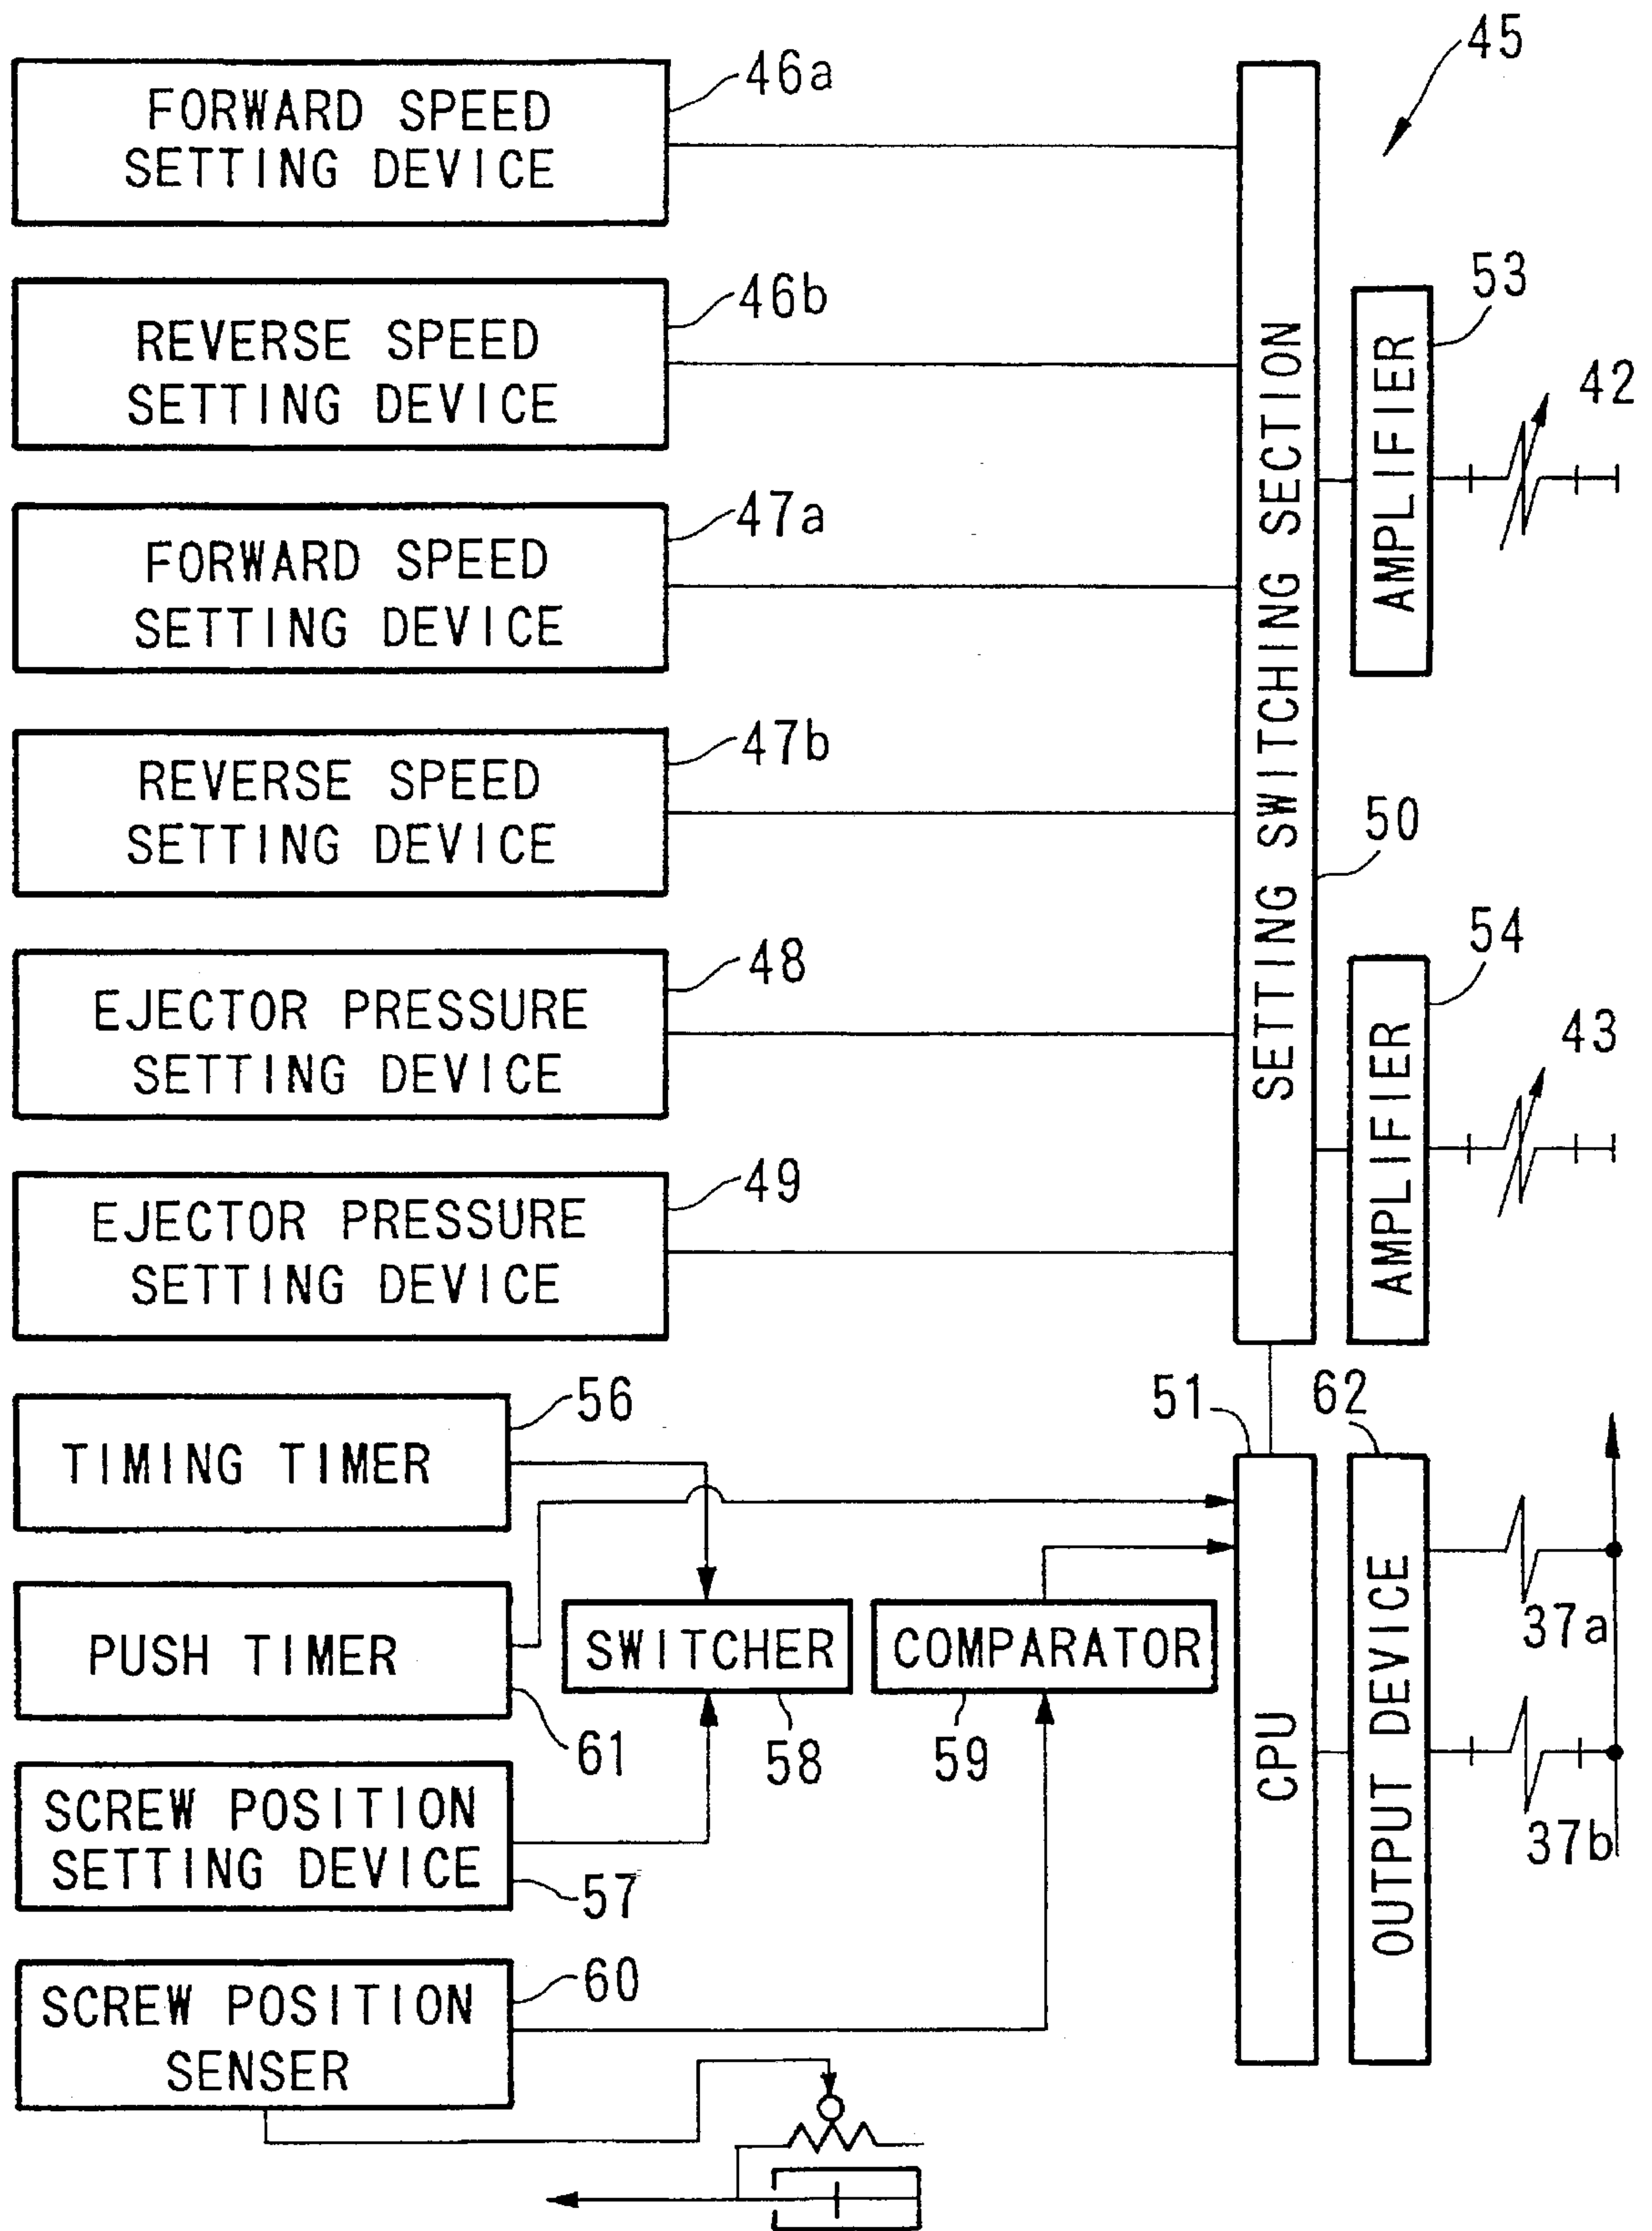 45
FORWARD SPEED
SETTING DEVICE
46a
REVERSE SPEED
SETTING DEVICE
46b
FORWARD SPEED
SETTING DEVICE
47a
REVERSE SPEED
SETTING DEVICE
47b
EJECTOR PRESSURE
SETTING DEVICE
48
EJECTOR PRESSURE
SETTING DEVICE
49
SETTING SWITCHING SECTION
50
AMPLIFIER
53
42
AMPLIFIER
54
43
TIMING TIMER
56
PUSH TIMER
61
SWITCHER
58
COMPARATOR
59
SCREW POSITION
SETTING DEVICE
57
SCREW POSITION
SENSER
60
CPU
51
OUTPUT DEVICE
62
37a
37b